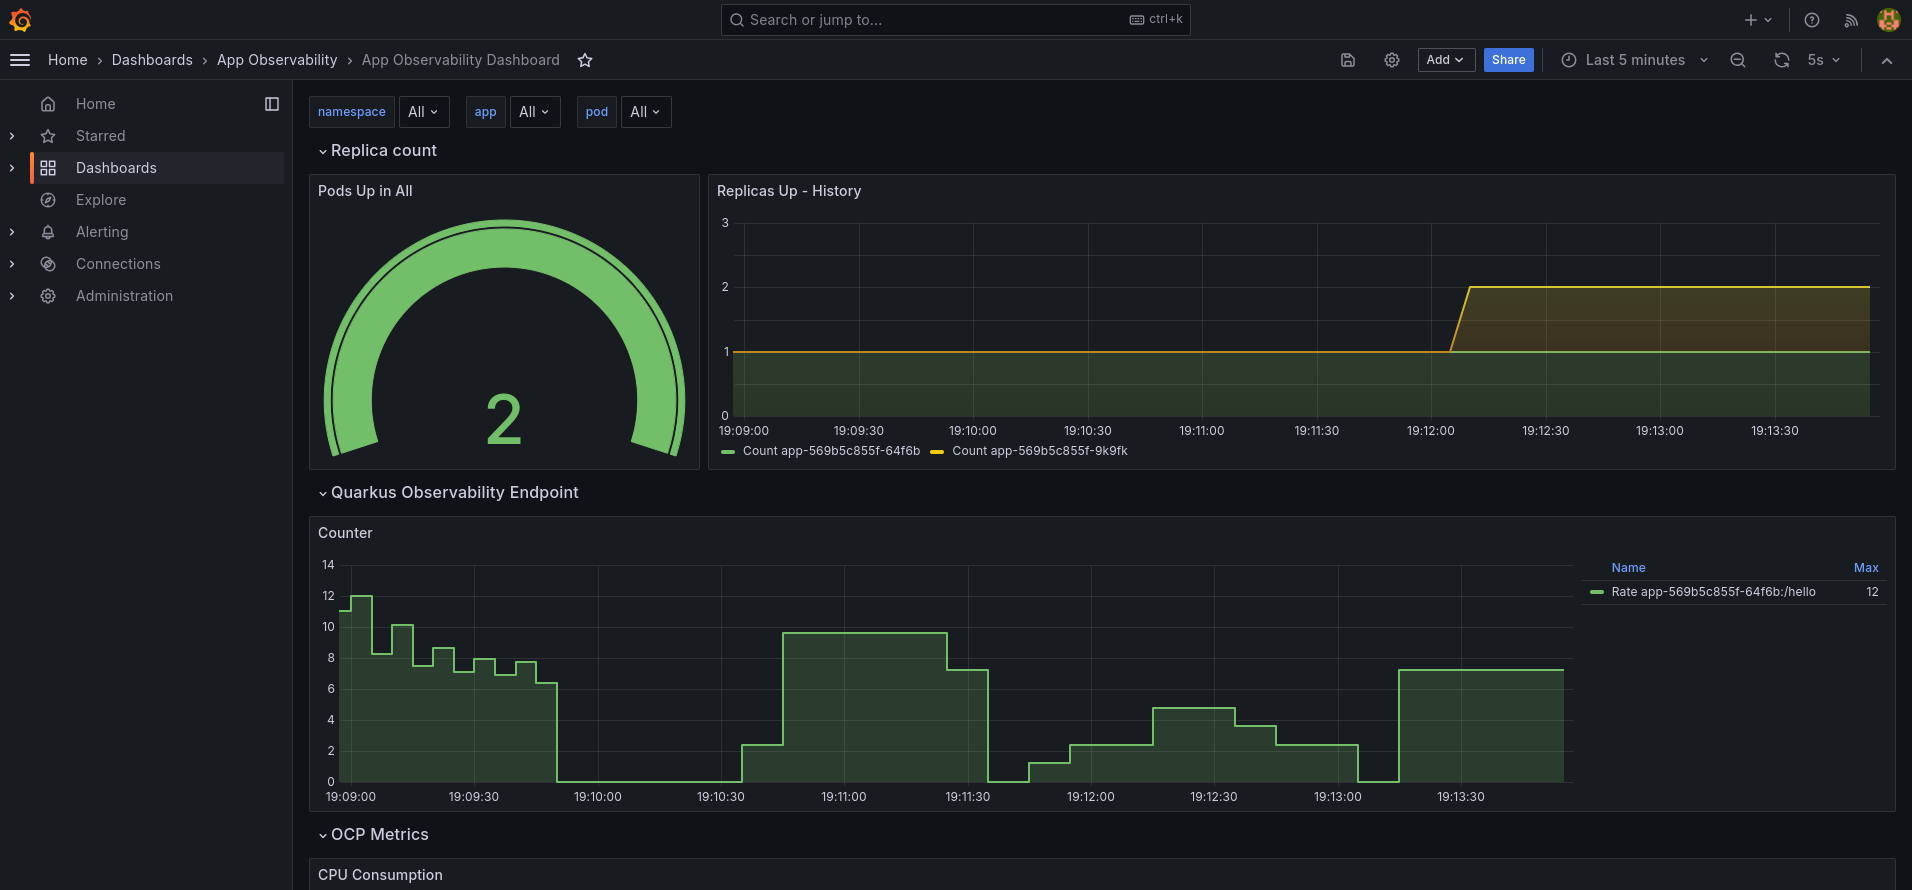 Search or jump to...
ctrl+k
Home › Dashboards › App Observability › App Observability Dashboard
Add
Share
Last 5 minutes
5s
Home
Starred
Dashboards
Explore
Alerting
Connections
Administration
namespace All app All pod All
Replica count
Pods Up in All
2
Replicas Up - History
3
2
1
0
19:09:00 19:09:30 19:10:00 19:10:30 19:11:00 19:11:30 19:12:00 19:12:30 19:13:00 19:13:30
Count app-569b5c855f-64f6b Count app-569b5c855f-9k9fk
Quarkus Observability Endpoint
Counter
14
12
10
8
6
4
2
0
19:09:00 19:09:30 19:10:00 19:10:30 19:11:00 19:11:30 19:12:00 19:12:30 19:13:00 19:13:30
Name Max
Rate app-569b5c855f-64f6b:/hello 12
OCP Metrics
CPU Consumption